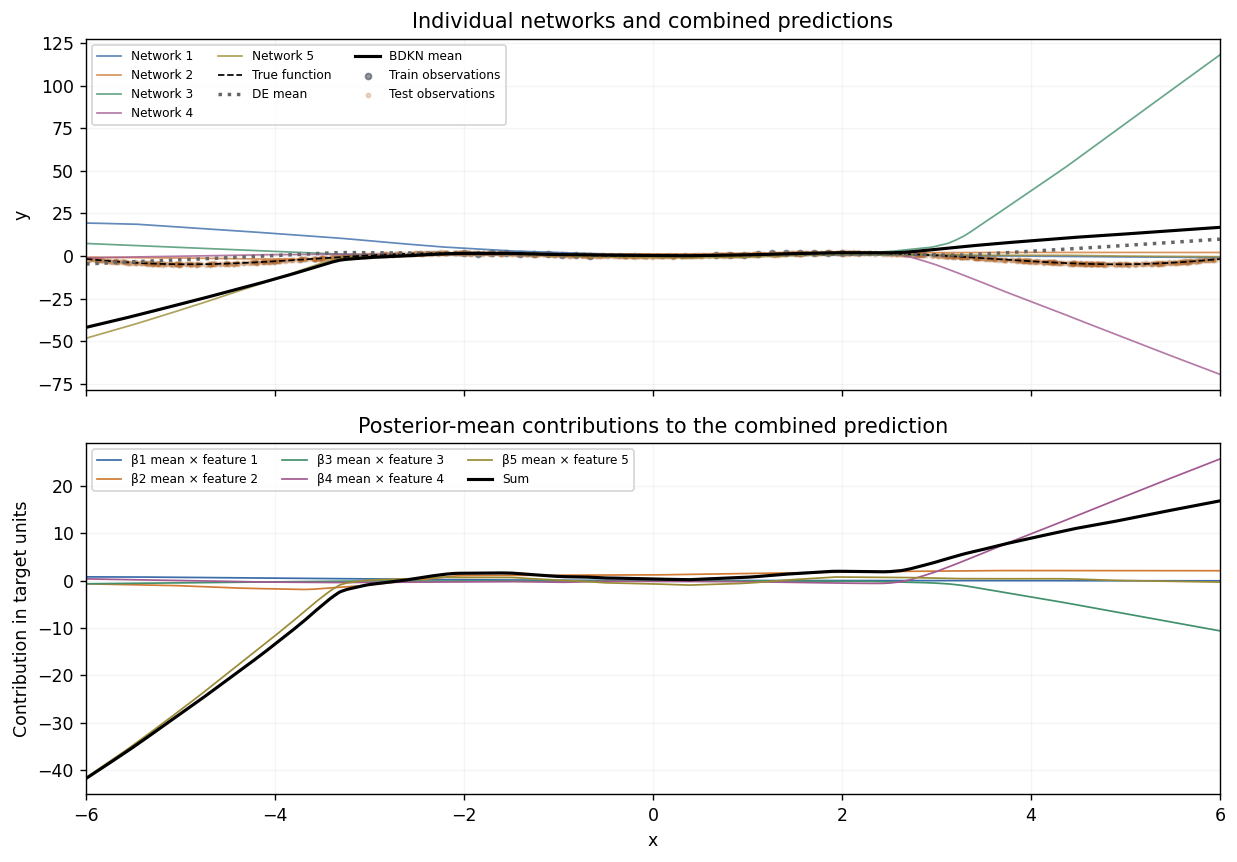 Individual networks and combined predictions
125
100
75
50
25
0
−25
−50
−75
y
Network 1
Network 2
Network 3
Network 4
Network 5
True function
DE mean
BDKN mean
Train observations
Test observations
Posterior-mean contributions to the combined prediction
20
10
0
−10
−20
−30
−40
Contribution in target units
β1 mean × feature 1
β2 mean × feature 2
β3 mean × feature 3
β4 mean × feature 4
β5 mean × feature 5
Sum
−6
−4
−2
0
2
4
6
x